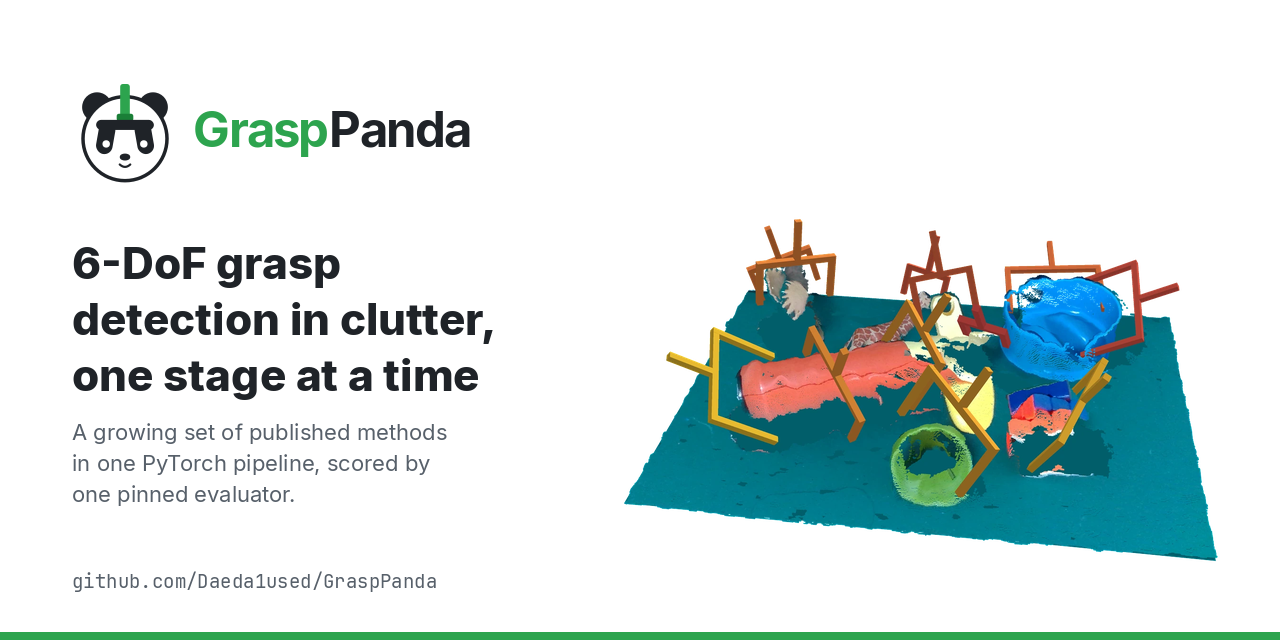 GraspPanda
6-DoF grasp
detection in clutter,
one stage at a time
A growing set of published methods
in one PyTorch pipeline, scored by
one pinned evaluator.
github.com/Daeda1used/GraspPanda